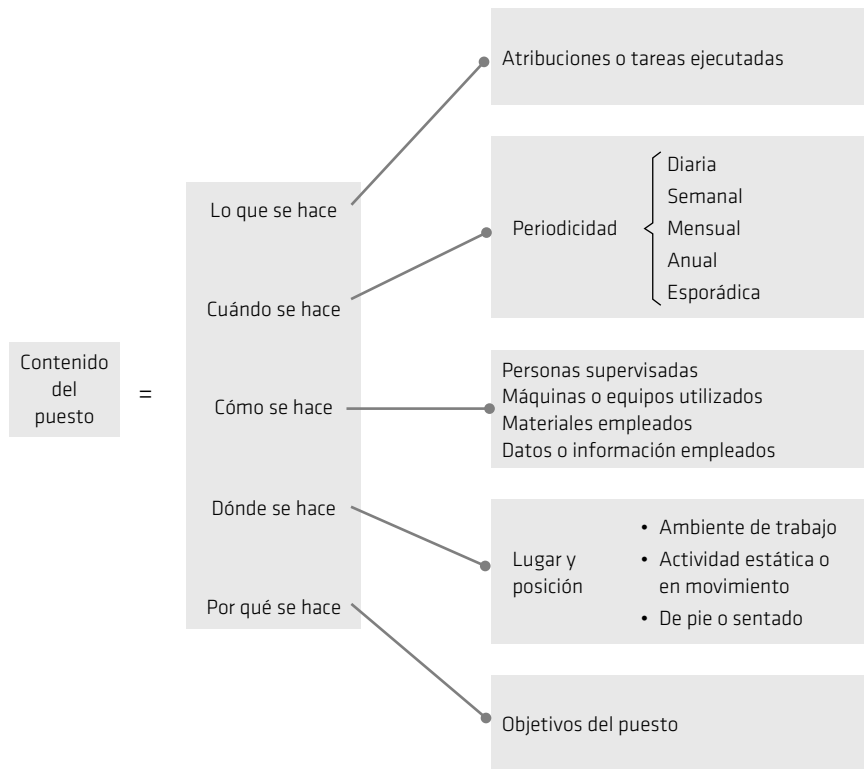 Contenido
del
puesto
=
Lo que se hace
Cuándo se hace
Cómo se hace
Dónde se hace
Por qué se hace
Atribuciones o tareas ejecutadas
Periodicidad
Diaria
Semanal
Mensual
Anual
Esporádica
Personas supervisadas
Máquinas o equipos utilizados
Materiales empleados
Datos o información empleados
Lugar y
posición
• Ambiente de trabajo
• Actividad estática o
en movimiento
• De pie o sentado
Objetivos del puesto